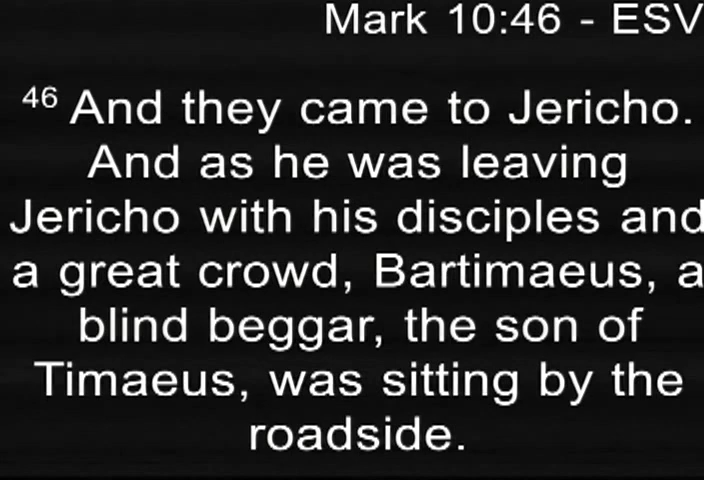 Mark 10:46 - ESV
46 And they came to Jericho.
And as he was leaving
Jericho with his disciples and
a great crowd, Bartimaeus, a
blind beggar, the son of
Timaeus, was sitting by the
roadside.